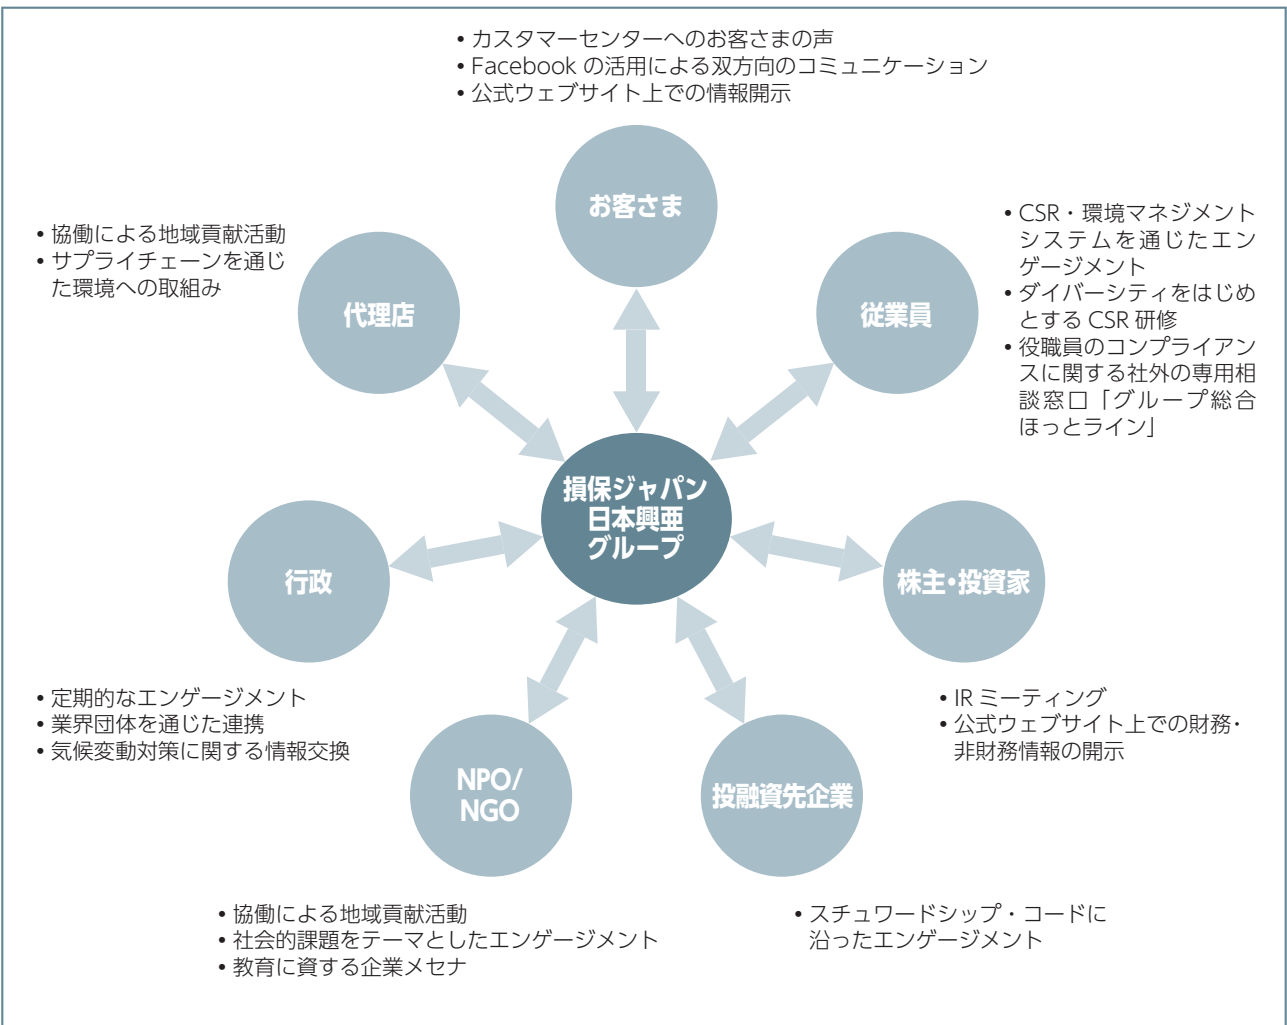 • カスタマーセンターへのお客さまの声
• Facebook の活用による双方向のコミュニケーション
• 公式ウェブサイト上での情報開示
お客さま
• 協働による地域貢献活動
• サプライチェーンを通じ
た環境への取組み
代理店
従業員
• CSR・環境マネジメント
システムを通じたエン
ゲージメント
• ダイバーシティをはじめ
とする CSR 研修
• 役職員のコンプライアン
スに関する社外の専用相
談窓口「グループ総合
ほっとライン」
損保ジャパン
日本興亜
グループ
行政
• 定期的なエンゲージメント
• 業界団体を通じた連携
• 気候変動対策に関する情報交換
株主・投資家
• IR ミーティング
• 公式ウェブサイト上での財務・
非財務情報の開示
NPO/
NGO
• 協働による地域貢献活動
• 社会的課題をテーマとしたエンゲージメント
• 教育に資する企業メセナ
投融資先企業
• スチュワードシップ・コードに
沿ったエンゲージメント